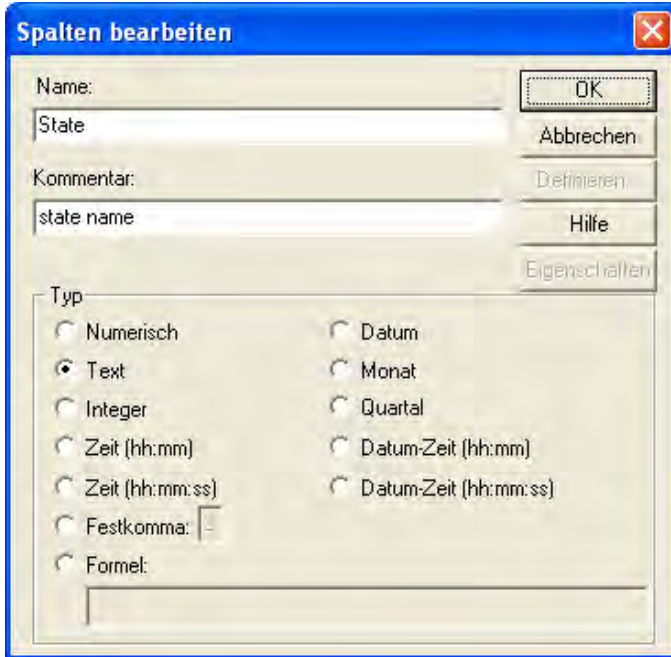 Spalten bearbeiten
Name:
State
OK
Abbrechen
Kommentar:
Definieren...
state name
Hilfe
Eigenschaften
Typ
Numerisch
Datum
Text
Monat
Integer
Quartal
Zeit (hh:mm)
Datum-Zeit (hh:mm)
Zeit (hh:mm:ss)
Datum-Zeit (hh:mm:ss)
Festkomma:
Formel: